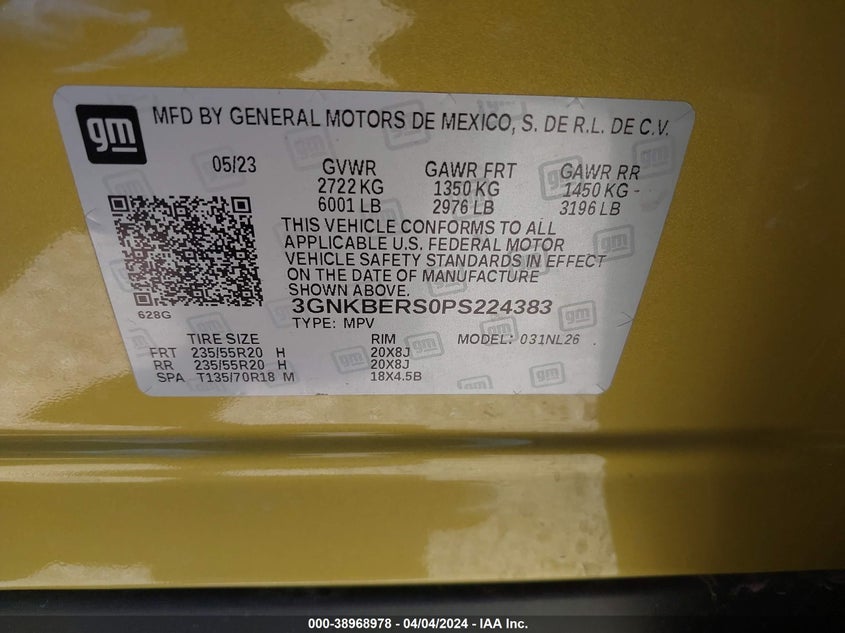 gm
MFD BY GENERAL MOTORS DE MEXICO, S. DE R.L. DE C.V.
05/23 GVWR GAWR FRT GAWR RR
2722 KG 1350 KG 1450 KG
6001 LB 2976 LB 3196 LB
THIS VEHICLE CONFORMS TO ALL
APPLICABLE U.S. FEDERAL MOTOR
VEHICLE SAFETY STANDARDS IN EFFECT
ON THE DATE OF MANUFACTURE
SHOWN ABOVE.
628G 3GNKBERS0PS224383
TYPE: MPV MODEL: 031NL26
TIRE SIZE RIM
FRT 235/55R20 H 20X8J
RR 235/55R20 H 20X8J
SPA T135/70R18 M 18X4.5B
000-38968978 - 04/04/2024 - IAA Inc.